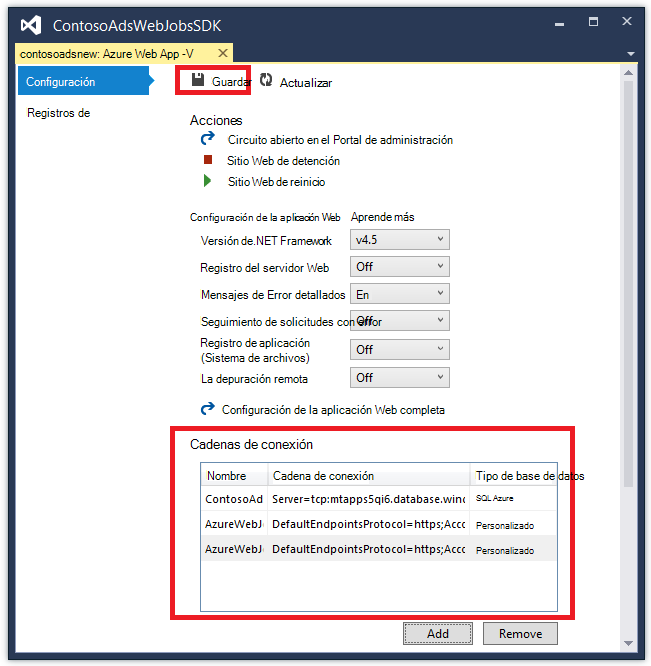 ContosoAdsWebJobsSDK
contosoadsnew: Azure Web App -V
Configuración
Guardar
Actualizar
Registros de
Acciones
Circuito abierto en el Portal de administración
Sitio Web de detención
Sitio Web de reinicio
Configuración de la aplicación Web Aprende más
Versión de.NET Framework v4.5
Registro del servidor Web Off
Mensajes de Error detallados En
Seguimiento de solicitudes con error Off
Registro de aplicación
(Sistema de archivos) Off
La depuración remota Off
Configuración de la aplicación Web completa
Cadenas de conexión
Nombre Cadena de conexión Tipo de base de datos
ContosoAd Server=tcp:mtapps5qi6.database.wind SQL Azure
AzureWebJ DefaultEndpointsProtocol=https;Acco Personalizado
AzureWebJ DefaultEndpointsProtocol=https;Acco Personalizado
Add Remove